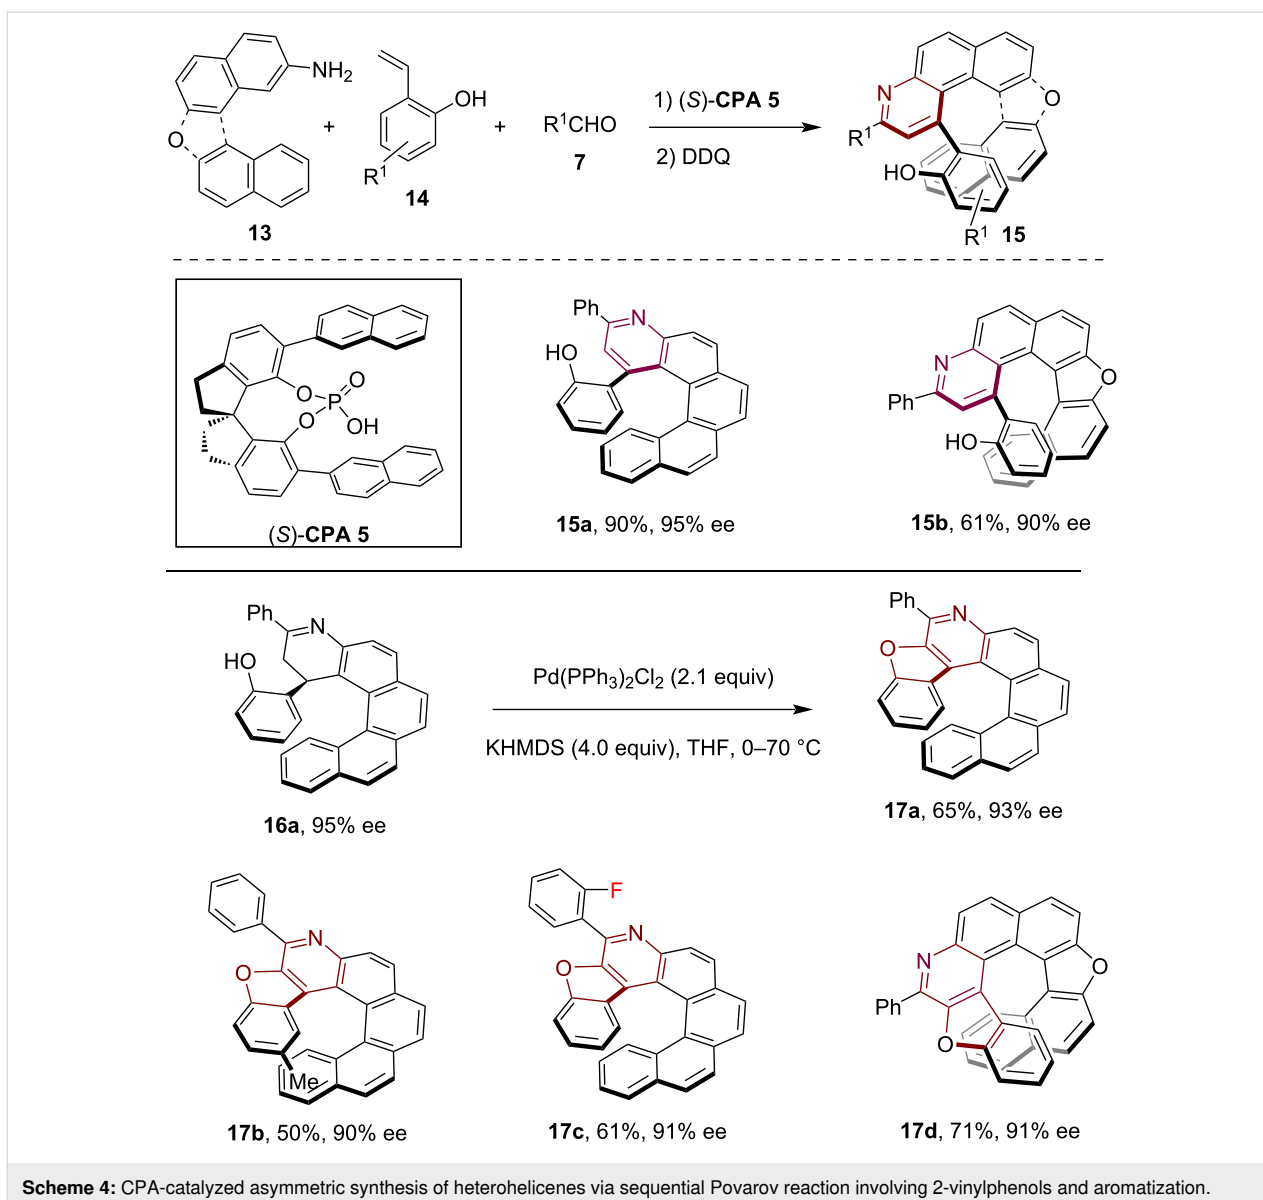 NH₂
O
13
+
OH
R¹
14
+
R¹CHO
7
1) (S)-CPA 5
2) DDQ
N
R¹
O
HO
R¹
15
O
O
P
O
OH
(S)-CPA 5
Ph
N
HO
15a, 90%, 95% ee
N
O
Ph
HO
15b, 61%, 90% ee
Ph
N
HO
16a, 95% ee
Pd(PPh₃)₂Cl₂ (2.1 equiv)
KHMDS (4.0 equiv), THF, 0–70 °C
Ph
N
O
17a, 65%, 93% ee
N
O
Me
17b, 50%, 90% ee
F
N
O
17c, 61%, 91% ee
N
O
Ph
O
17d, 71%, 91% ee
Scheme 4: CPA-catalyzed asymmetric synthesis of heterohelicenes via sequential Povarov reaction involving 2-vinylphenols and aromatization.